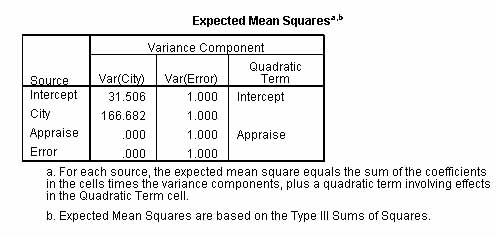 Expected Mean Squaresa,b
Variance Component
Source Var(City) Var(Error) Quadratic Term
Intercept 31.506 1.000 Intercept
City 166.682 1.000
Appraise .000 1.000 Appraise
Error .000 1.000
a. For each source, the expected mean square equals the sum of the coefficients
in the cells times the variance components, plus a quadratic term involving effects
in the Quadratic Term cell.
b. Expected Mean Squares are based on the Type III Sums of Squares.